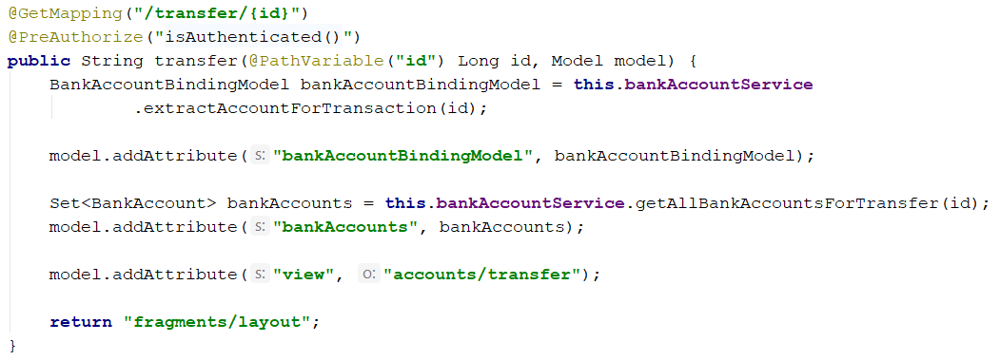 @GetMapping("/transfer/{id}")
@PreAuthorize("isAuthenticated()")
public String transfer(@PathVariable("id") Long id, Model model) {
    BankAccountBindingModel bankAccountBindingModel = this.bankAccountService
            .extractAccountForTransaction(id);
    model.addAttribute( s: "bankAccountBindingModel", bankAccountBindingModel);
    Set<BankAccount> bankAccounts = this.bankAccountService.getAllBankAccountsForTransfer(id);
    model.addAttribute( s: "bankAccounts", bankAccounts);
    model.addAttribute( s: "view", o: "accounts/transfer");
    return "fragments/layout";
}